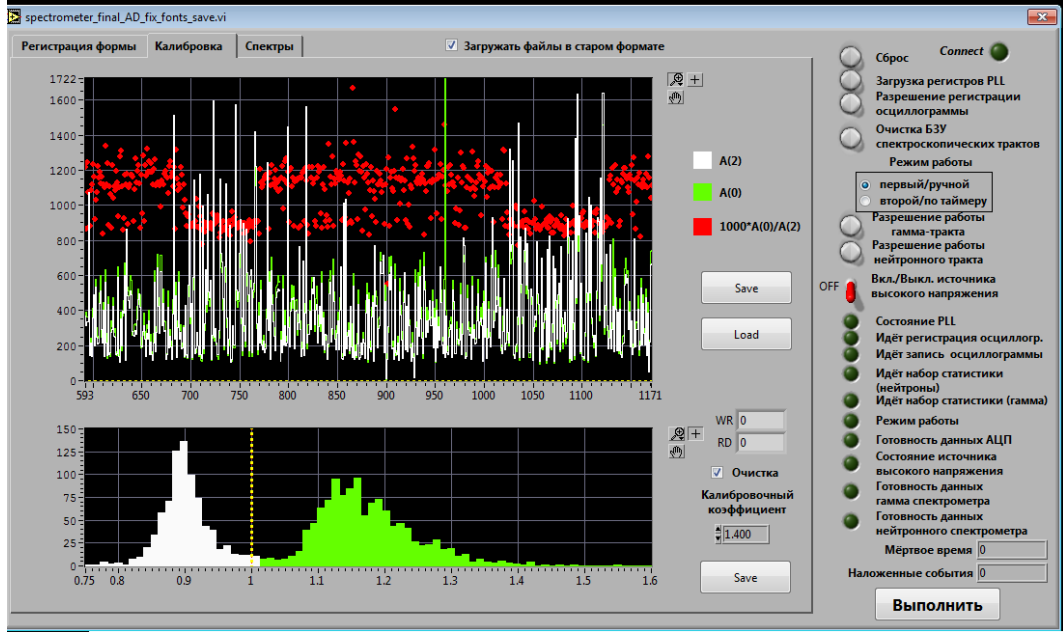 spectrometer_final_AD_fix_fonts_save.vi
Регистрация формы Калибровка Спектры
Загружать файлы в старом формате
1722
1600
1400
1200
1000
800
600
400
200
0
593 650 700 750 800 850 900 950 1000 1050 1100 1171
A(2)
A(0)
1000*A(0)/A(2)
Save
Load
150
125
100
75
50
25
0
0.75 0.8 0.9 1 1.1 1.2 1.3 1.4 1.5 1.6
WR 0
RD 0
Очистка
Калибровочный
коэффициент
1.400
Save
Сброс Connect
Загрузка регистров PLL
Разрешение регистрации
осциллограммы
Очистка БЗУ
спектроскопических трактов
Режим работы
первый/ручной
второй/по таймеру
Разрешение работы
гамма-тракта
Разрешение работы
нейтронного тракта
Вкл./Выкл. источника
OFF
высокого напряжения
Состояние PLL
Идёт регистрация осциллогр.
Идёт запись осциллограммы
Идёт набор статистики
(нейтроны)
Идёт набор статистики (гамма)
Режим работы
Готовность данных АЦП
Состояние источника
высокого напряжения
Готовность данных
гамма спектрометра
Готовность данных
нейтронного спектрометра
Мёртвое время 0
Наложенные события 0
Выполнить